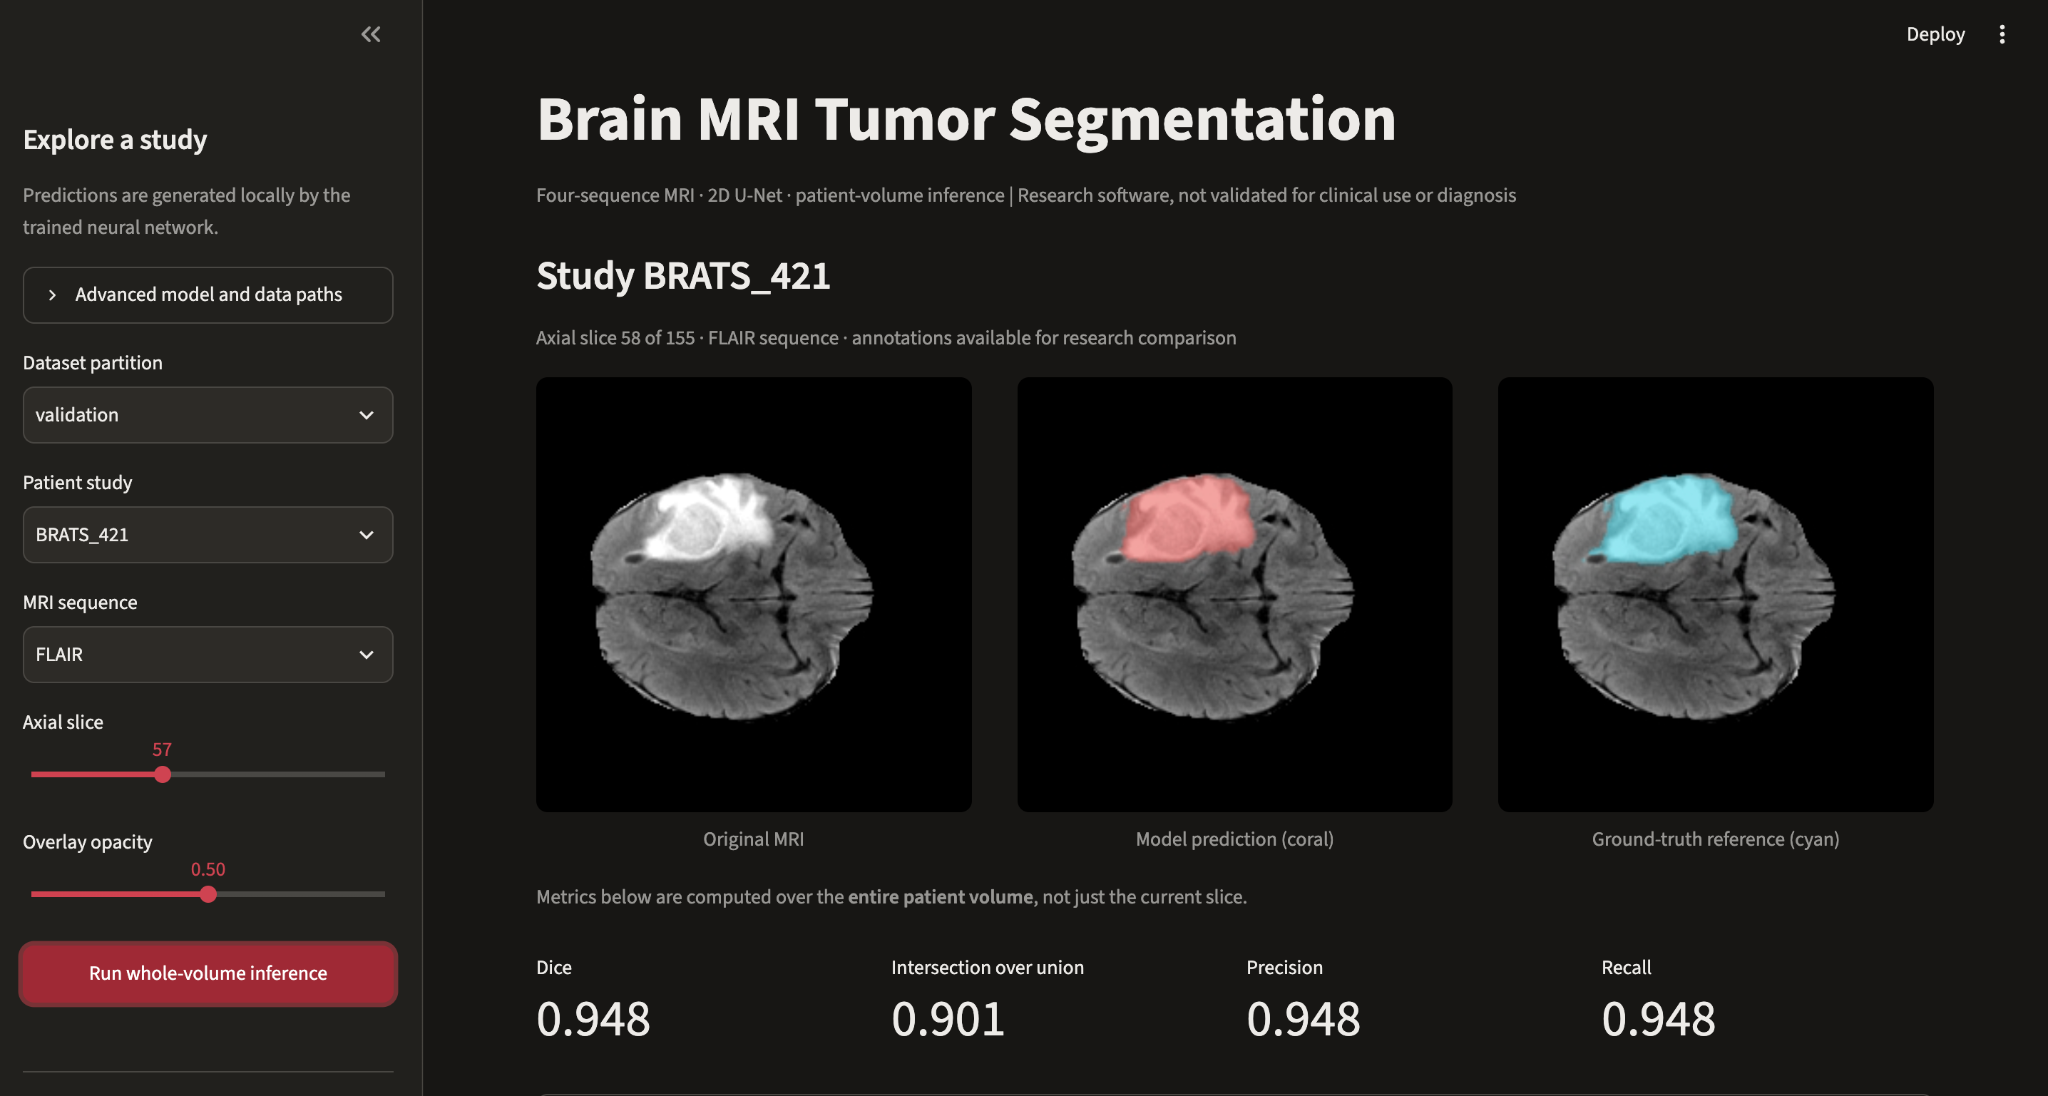 Deploy
Explore a study
Predictions are generated locally by the
trained neural network.
Advanced model and data paths
Dataset partition
validation
Patient study
BRATS_421
MRI sequence
FLAIR
Axial slice
57
Overlay opacity
0.50
Run whole-volume inference
Brain MRI Tumor Segmentation
Four-sequence MRI · 2D U-Net · patient-volume inference | Research software, not validated for clinical use or diagnosis
Study BRATS_421
Axial slice 58 of 155 · FLAIR sequence · annotations available for research comparison
Original MRI
Model prediction (coral)
Ground-truth reference (cyan)
Metrics below are computed over the entire patient volume, not just the current slice.
Dice
0.948
Intersection over union
0.901
Precision
0.948
Recall
0.948